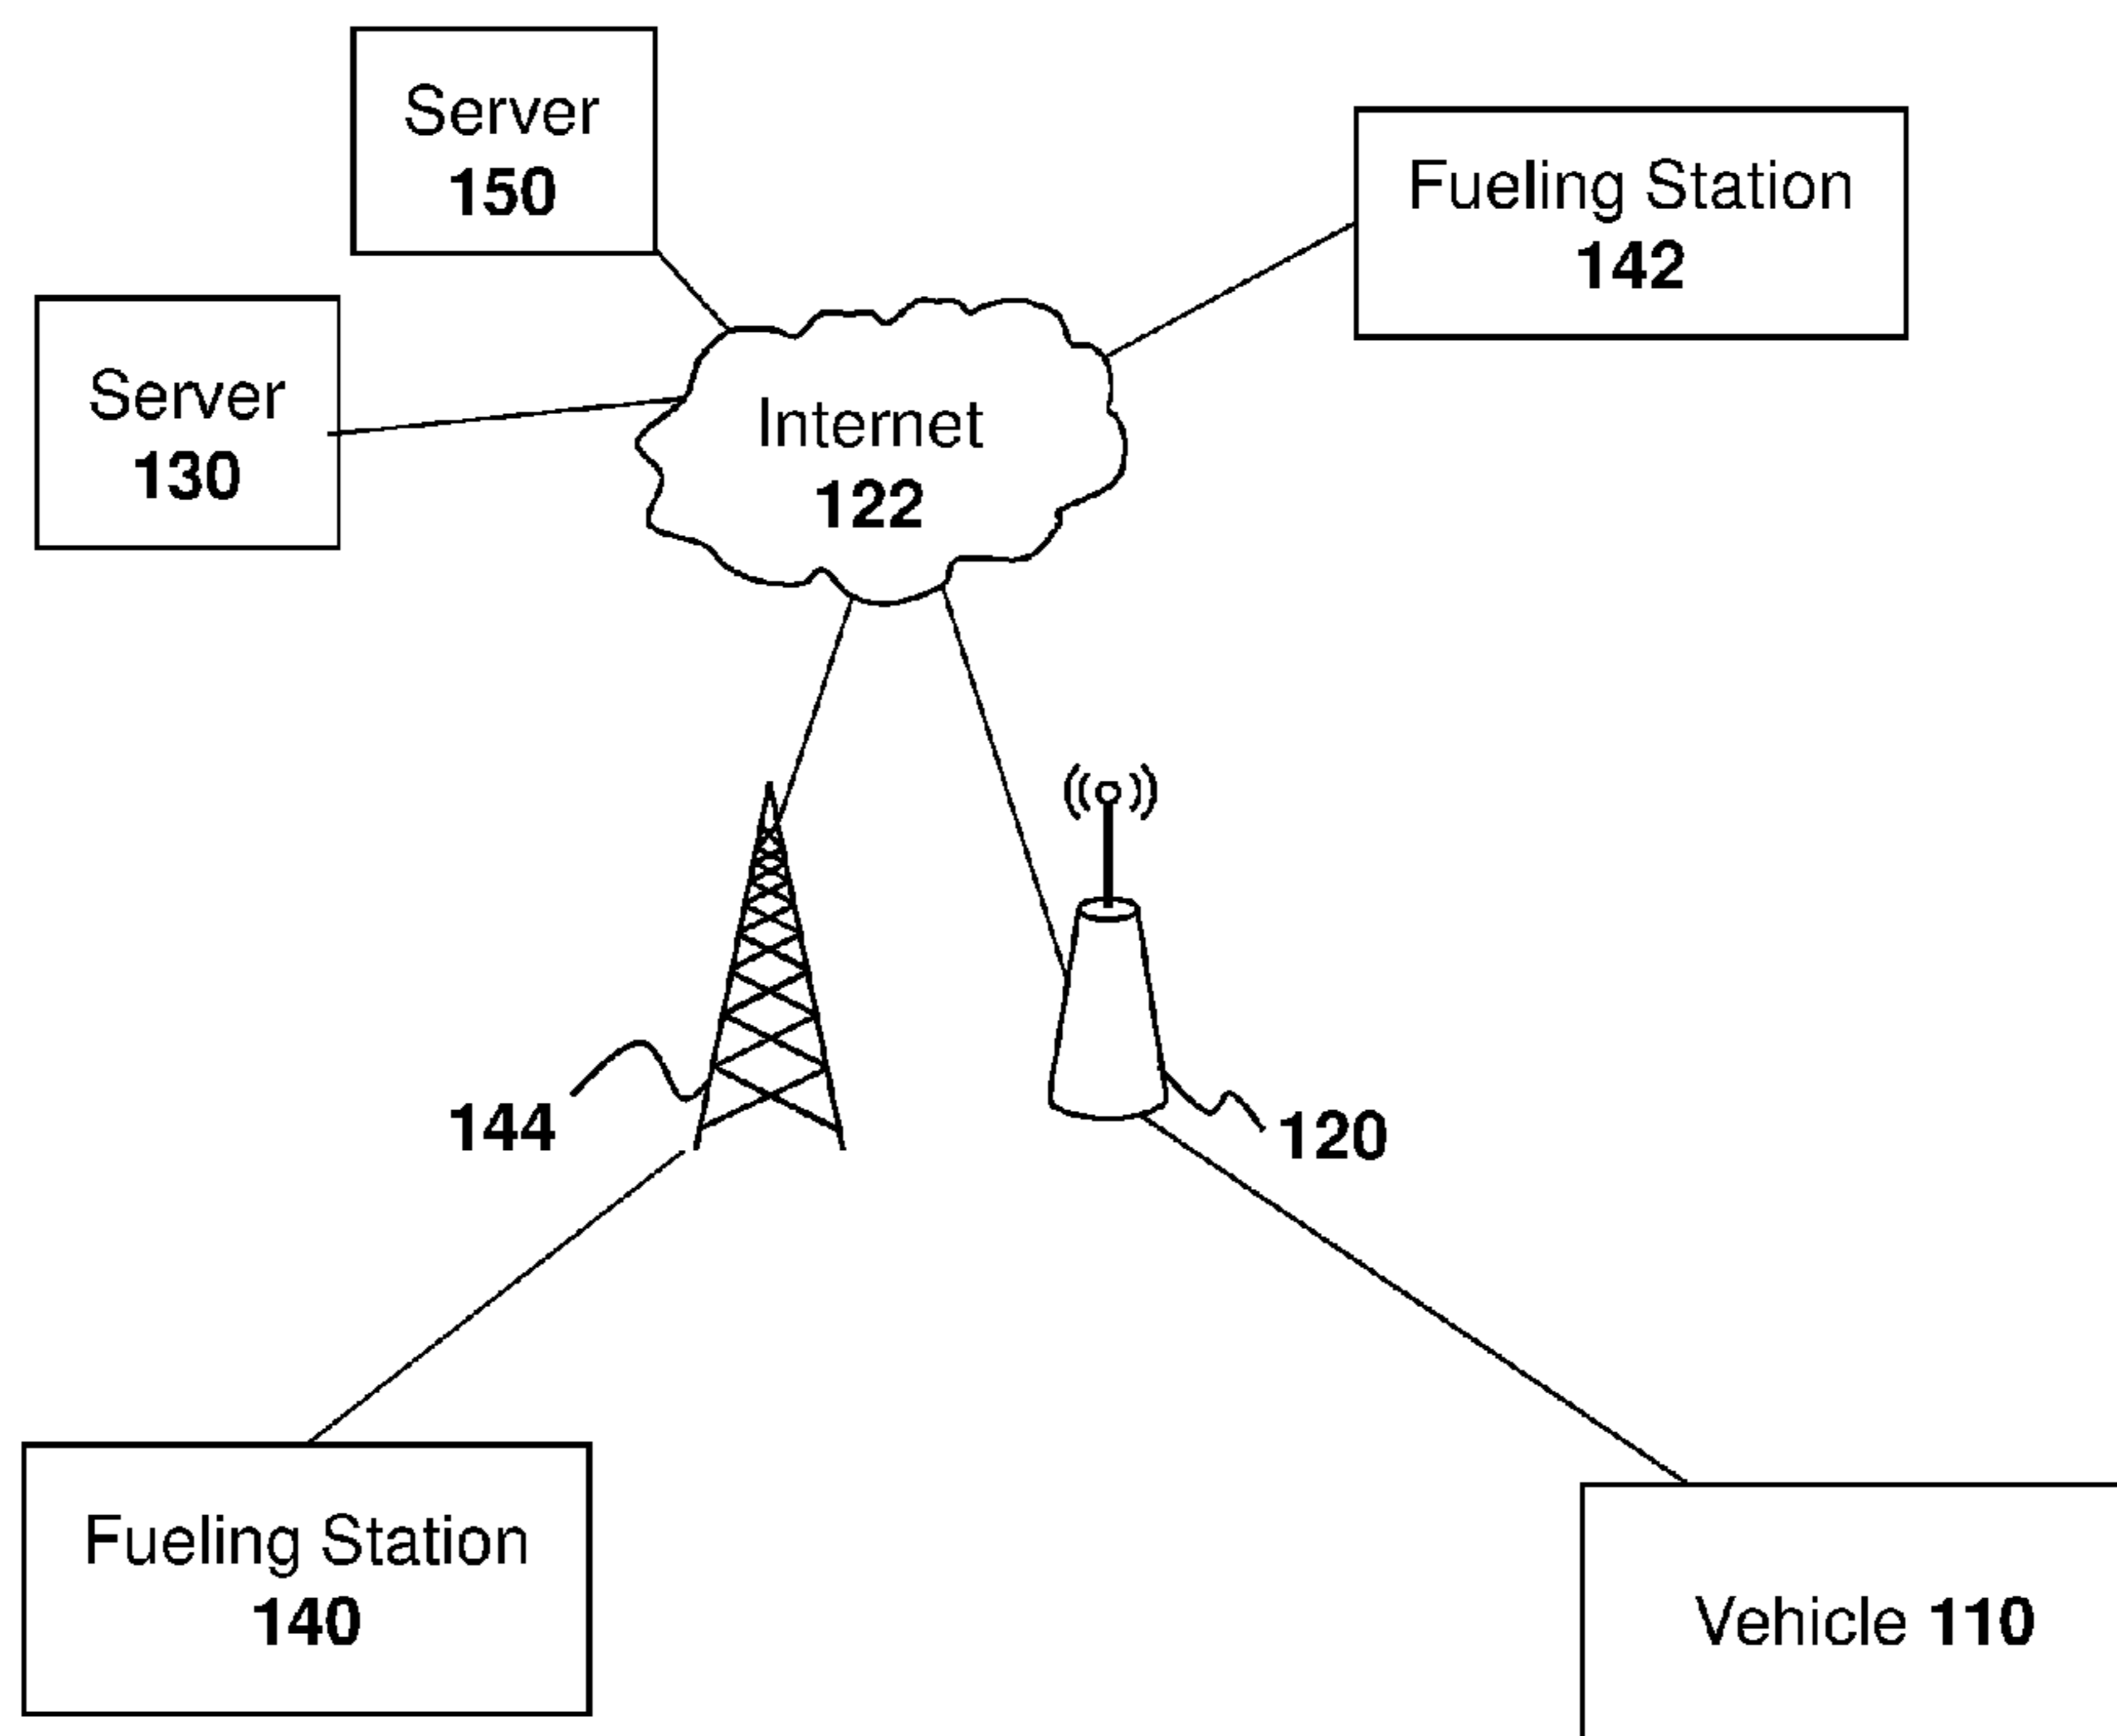 Server
150
Fueling Station
142
Server
130
Internet
122
144
120
Fueling Station
140
Vehicle 110